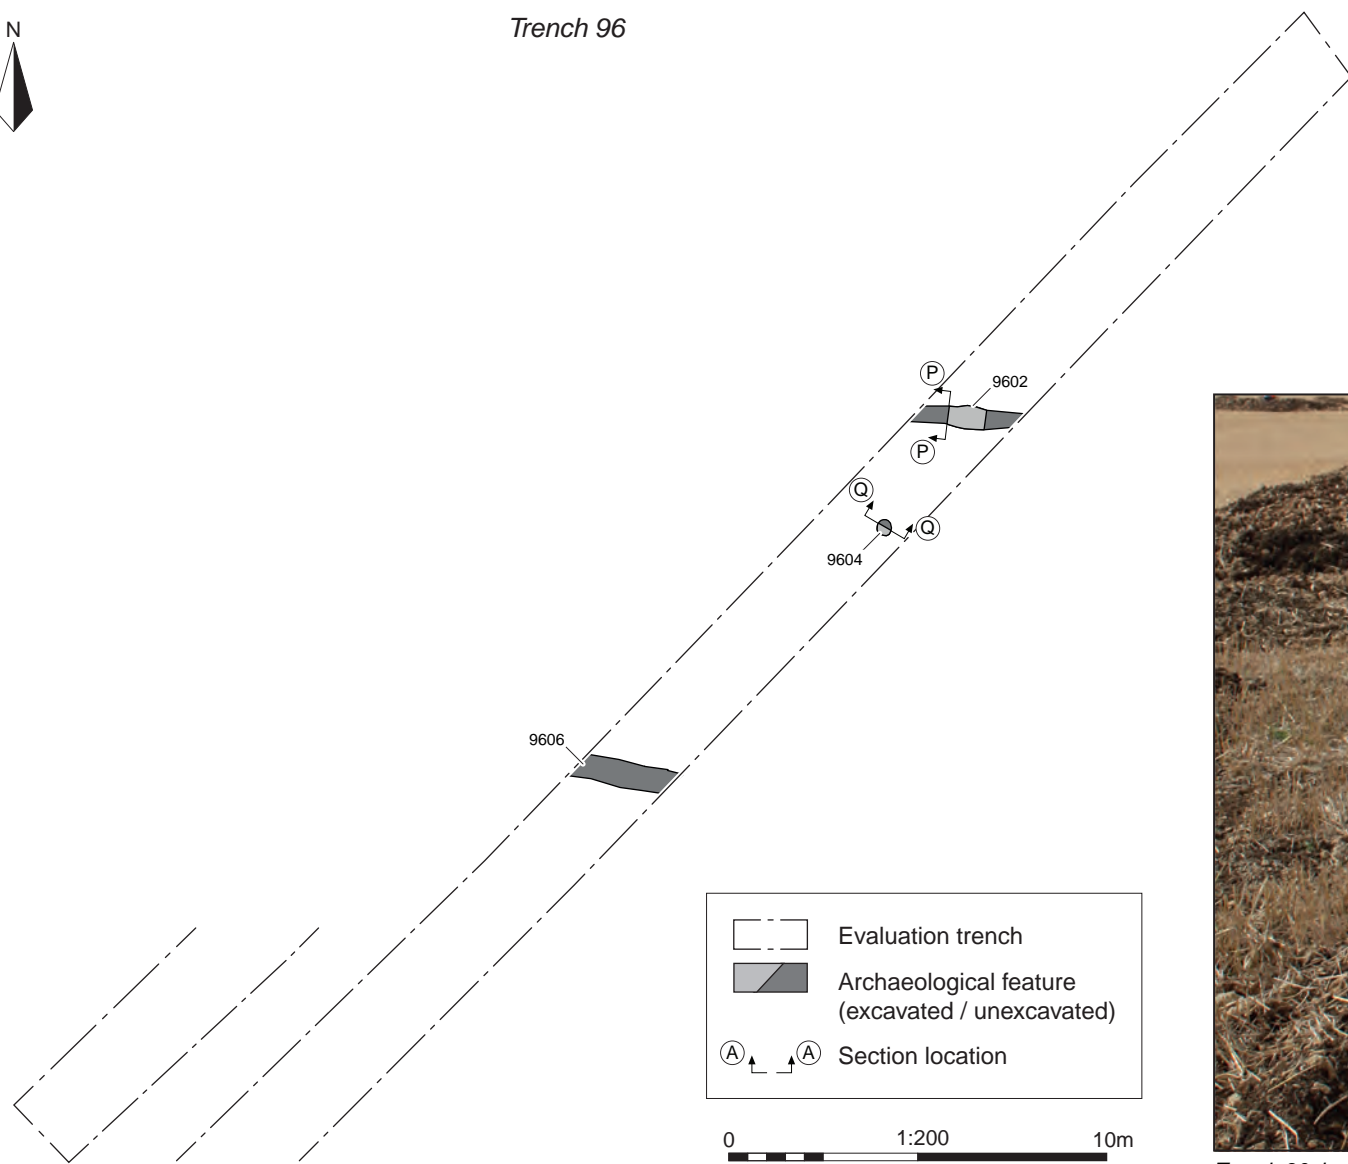 Trench 96
N
P
9602
P
Q
Q
9604
9606
Evaluation trench
Archaeological feature
(excavated / unexcavated)
A A Section location
0 1:200 10m